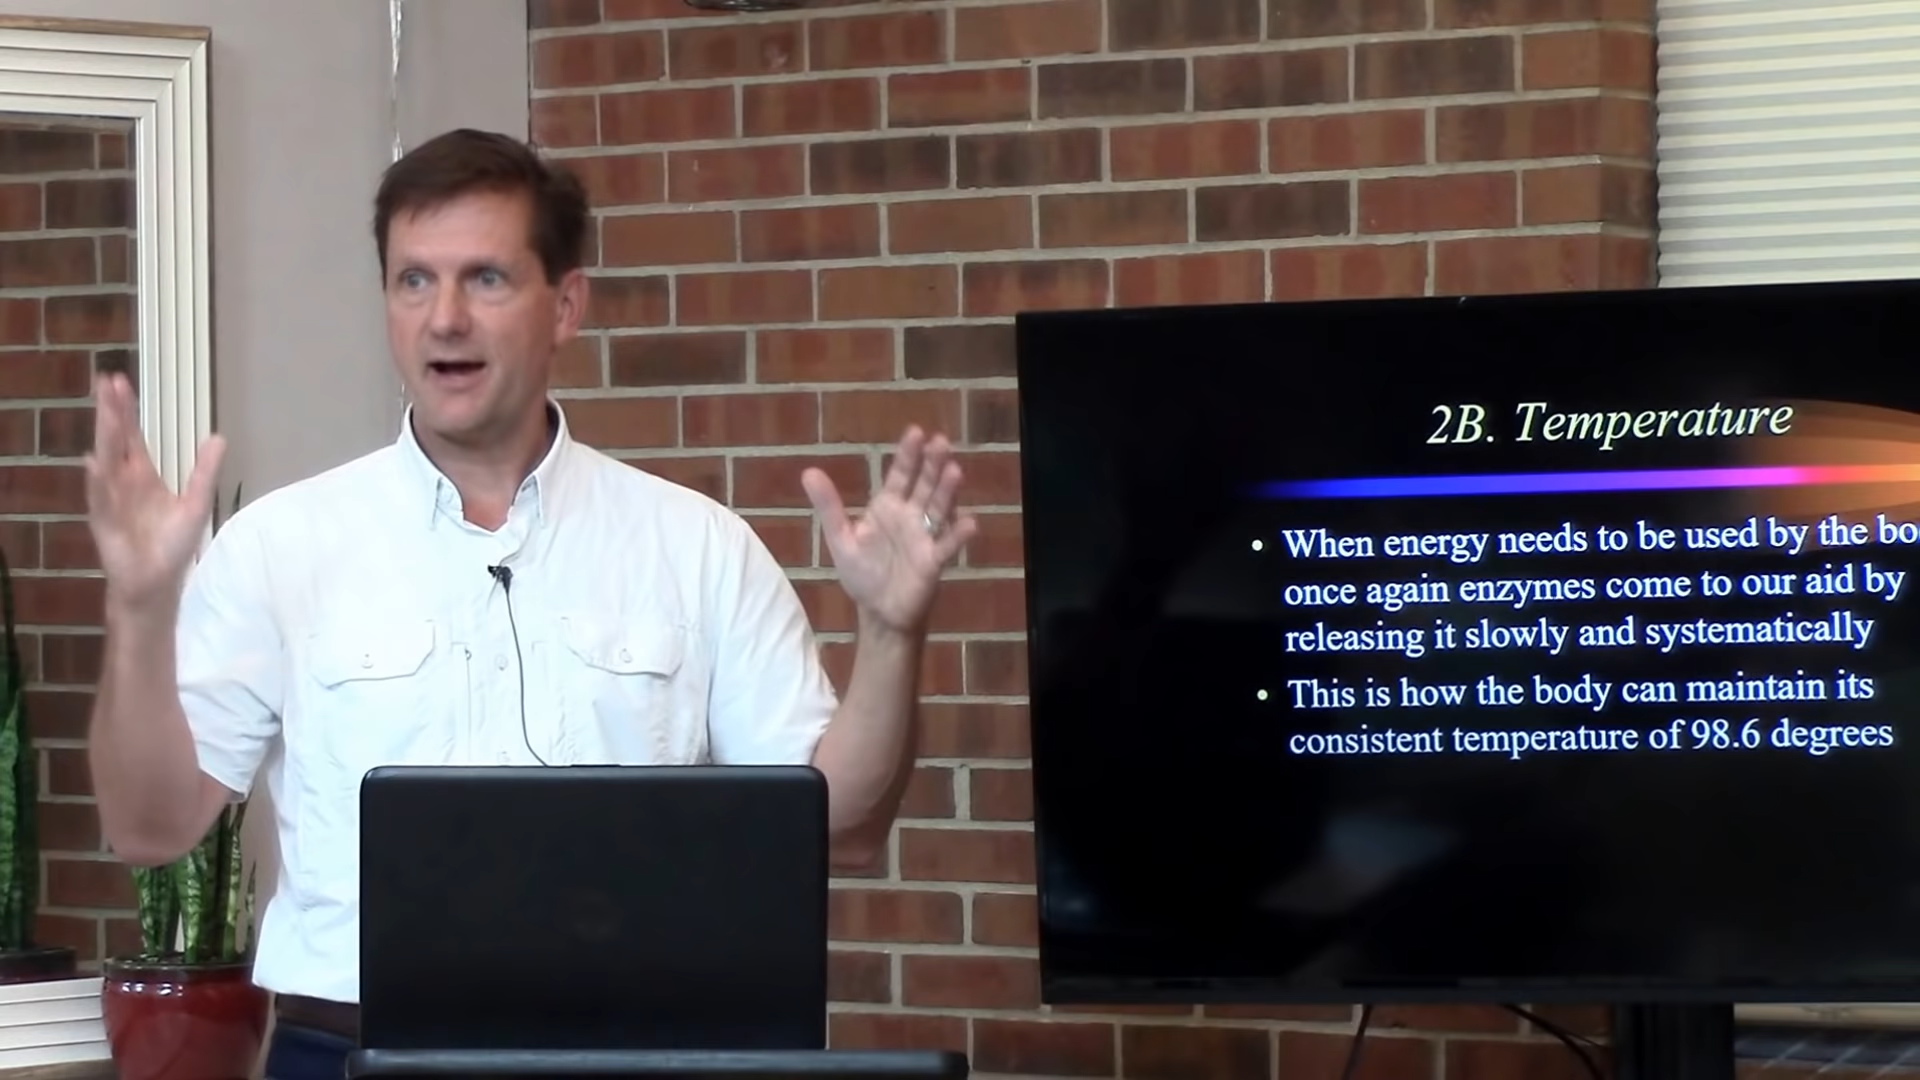 2B. Temperature
• When energy needs to be used by the
once again enzymes come to our aid by
releasing it slowly and systematically
• This is how the body can maintain its
consistent temperature of 98.6 degrees